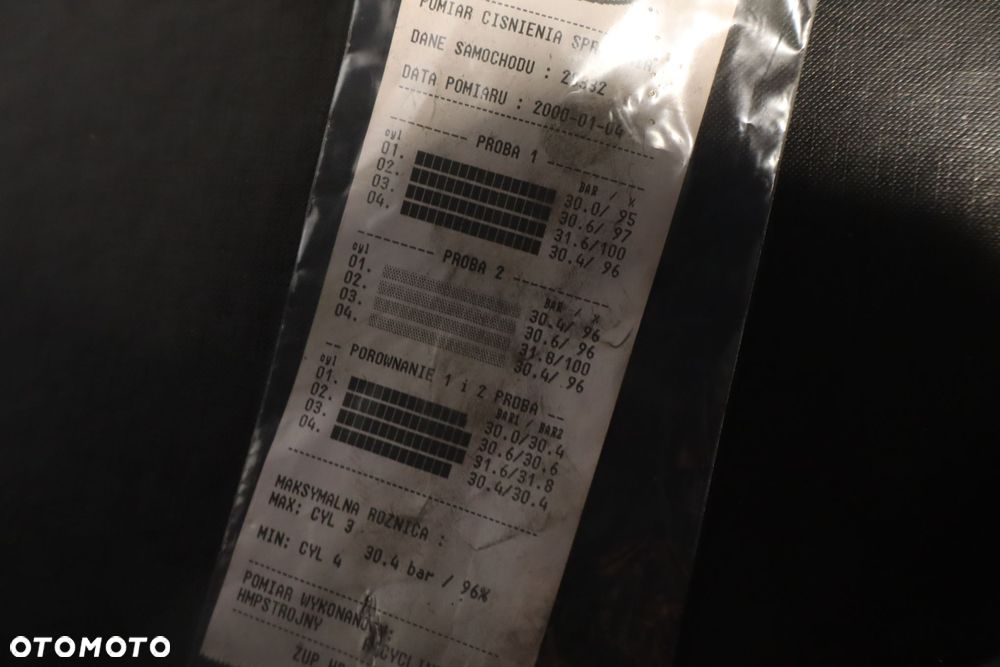 POMIAR CISNIENIA
DANE SAMOCHODU :
DATA POMIARU : 2000-01-04
cyl -------- PROBA 1 --------
BAR / %
01. 30.0/ 95
02. 30.6/ 97
03. 31.6/100
04. 30.4/ 96
cyl -------- PROBA 2 --------
BAR / %
01. 30.4/ 96
02. 30.6/ 96
03. 31.8/100
04. 30.4/ 96
cyl -- POROWNANIE 1 i 2 PROBA --
BAR1 / BAR2
01. 30.0/30.4
02. 30.6/30.6
03. 31.6/31.8
04. 30.4/30.4
MAKSYMALNA ROZNICA :
MAX: CYL 3
MIN: CYL 4 30.4 bar / 96%
POMIAR WYKONANO
HMPSTROJNY
OTOMOTO